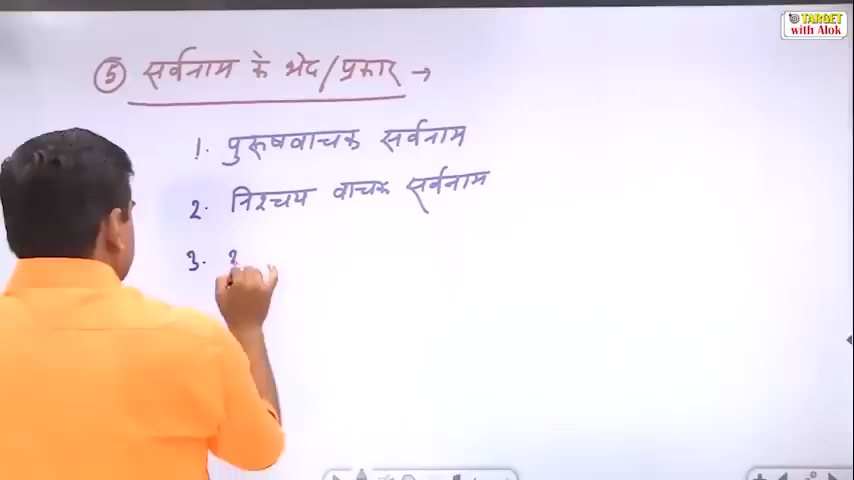 TARGET
with Alok
⑤ सर्वनाम के भेद/प्रकार →
1. पुरूषवाचक सर्वनाम
2. निश्चय वाचक सर्वनाम
3.